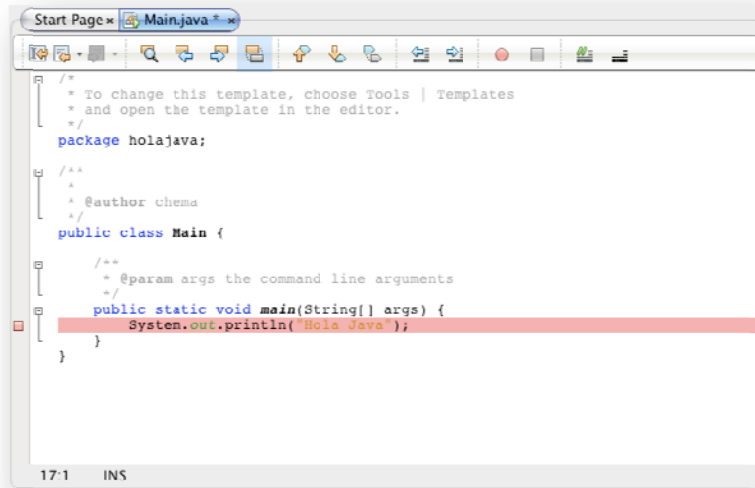 Start Page
Main.java *
/*
* To change this template, choose Tools | Templates
* and open the template in the editor.
*/
package holajava;
/**
*
* @author chema
*/
public class Main {
/**
* @param args the command line arguments
*/
public static void main(String[] args) {
System.out.println("Hola Java");
}
}
17:1 INS